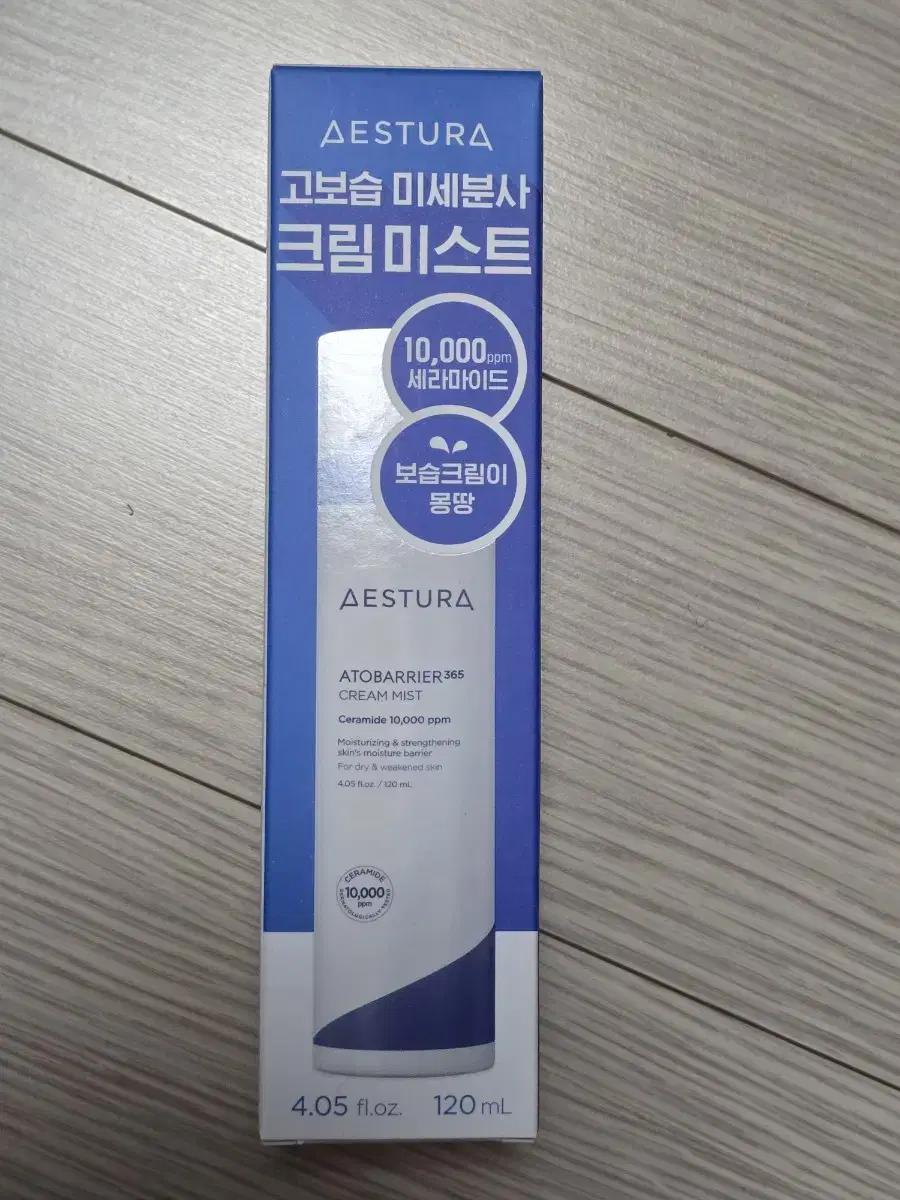 AESTURA
고보습 미세분사
크림미스트
10,000ppm
세라마이드
보습크림이
몽땅
AESTURA
ATOBARRIER365
CREAM MIST
Ceramide 10,000 ppm
Moisturizing & strengthening
skin's moisture barrier
For dry & weakened skin
4.05 fl.oz. / 120 mL
CERAMIDE
10,000
ppm
DERMATOLOGICALLY TESTED
4.05 fl.oz. 120 mL